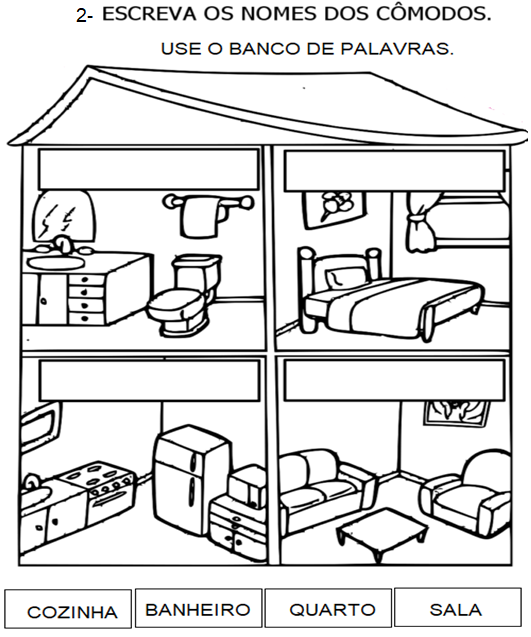 2- ESCREVA OS NOMES DOS CÔMODOS.
USE O BANCO DE PALAVRAS.
COZINHA BANHEIRO QUARTO SALA